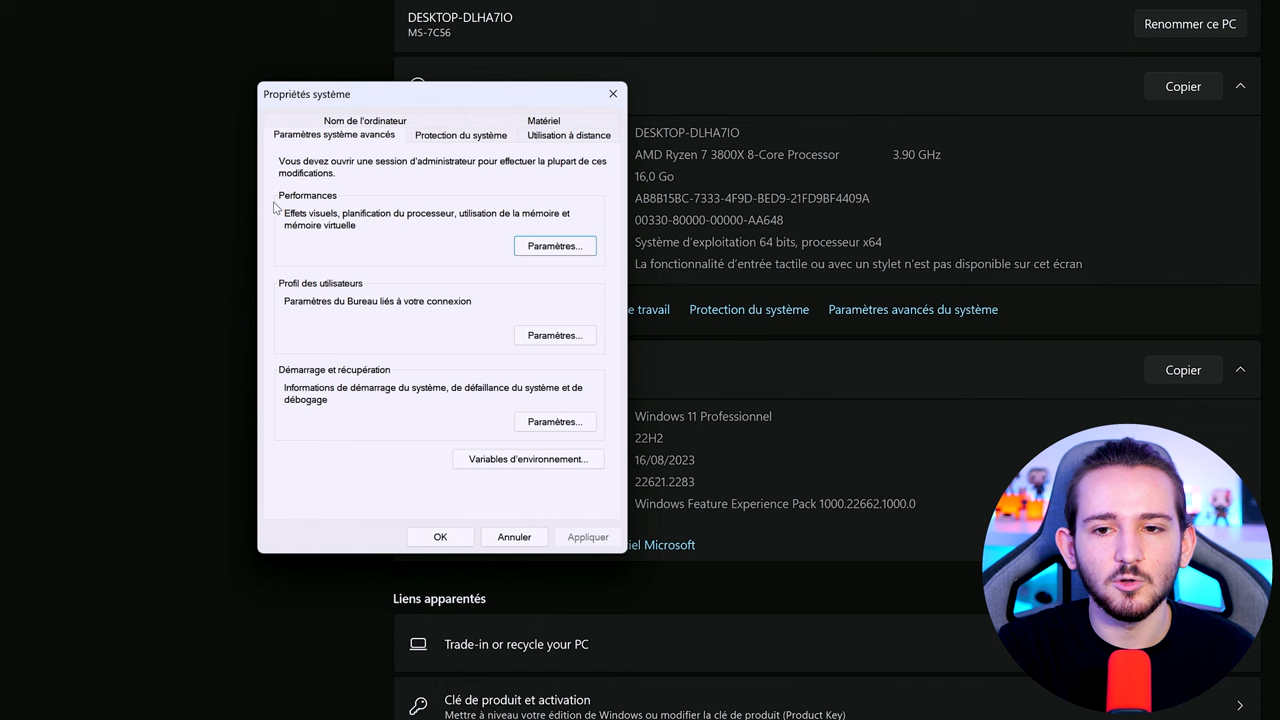 DESKTOP-DLHA7IO
MS-7C56
Renommer ce PC
Copier
DESKTOP-DLHA7IO
AMD Ryzen 7 3800X 8-Core Processor 3.90 GHz
16,0 Go
AB8B15BC-7333-4F9D-BED9-21FD9BF4409A
00330-80000-00000-AA648
Système d'exploitation 64 bits, processeur x64
La fonctionnalité d'entrée tactile ou avec un stylet n'est pas disponible sur cet écran
e travail Protection du système Paramètres avancés du système
Copier
Windows 11 Professionnel
22H2
16/08/2023
22621.2283
Windows Feature Experience Pack 1000.22662.1000.0
iel Microsoft
Liens apparentés
Trade-in or recycle your PC
Clé de produit et activation
Mettre à niveau votre édition de Windows ou modifier la clé de produit (Product Key)
Propriétés système
Nom de l'ordinateur Matériel
Paramètres système avancés Protection du système Utilisation à distance
Vous devez ouvrir une session d'administrateur pour effectuer la plupart de ces
modifications.
Performances
Effets visuels, planification du processeur, utilisation de la mémoire et
mémoire virtuelle
Paramètres...
Profil des utilisateurs
Paramètres du Bureau liés à votre connexion
Paramètres...
Démarrage et récupération
Informations de démarrage du système, de défaillance du système et de
débogage
Paramètres...
Variables d'environnement...
OK Annuler Appliquer